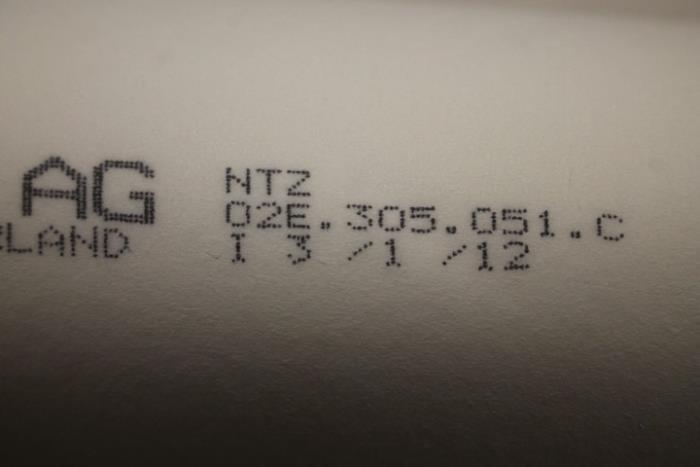 AG
LAND
NTZ
02E.305.051.C
I 3 /1 /12